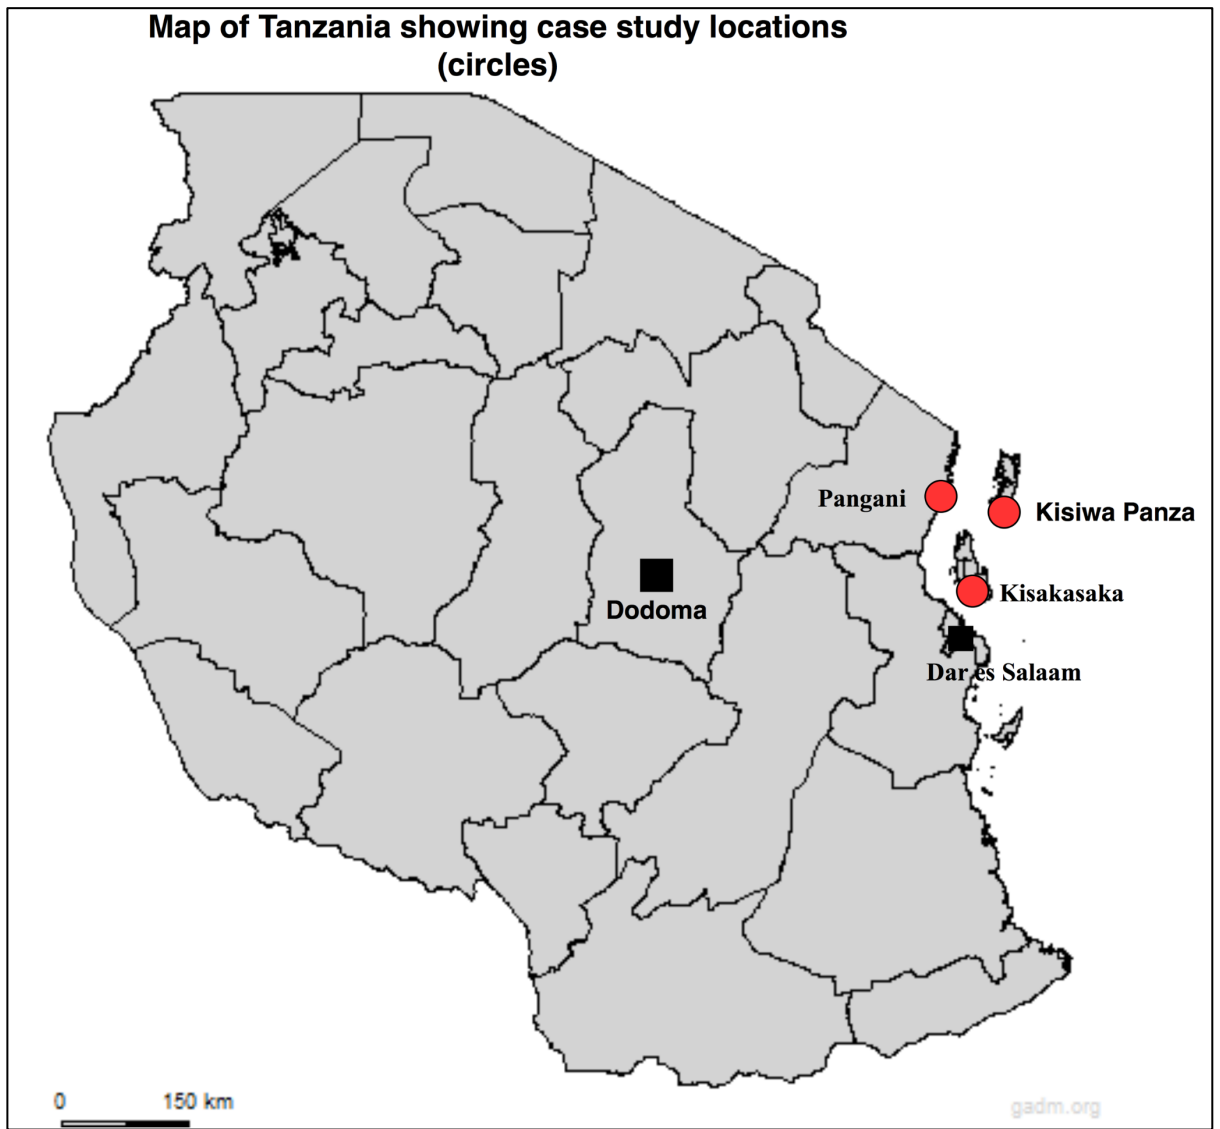 Map of Tanzania showing case study locations
(circles)
Pangani
Kisiwa Panza
Dodoma
Kisakasaka
Dar es Salaam
0 150 km
gadm.org